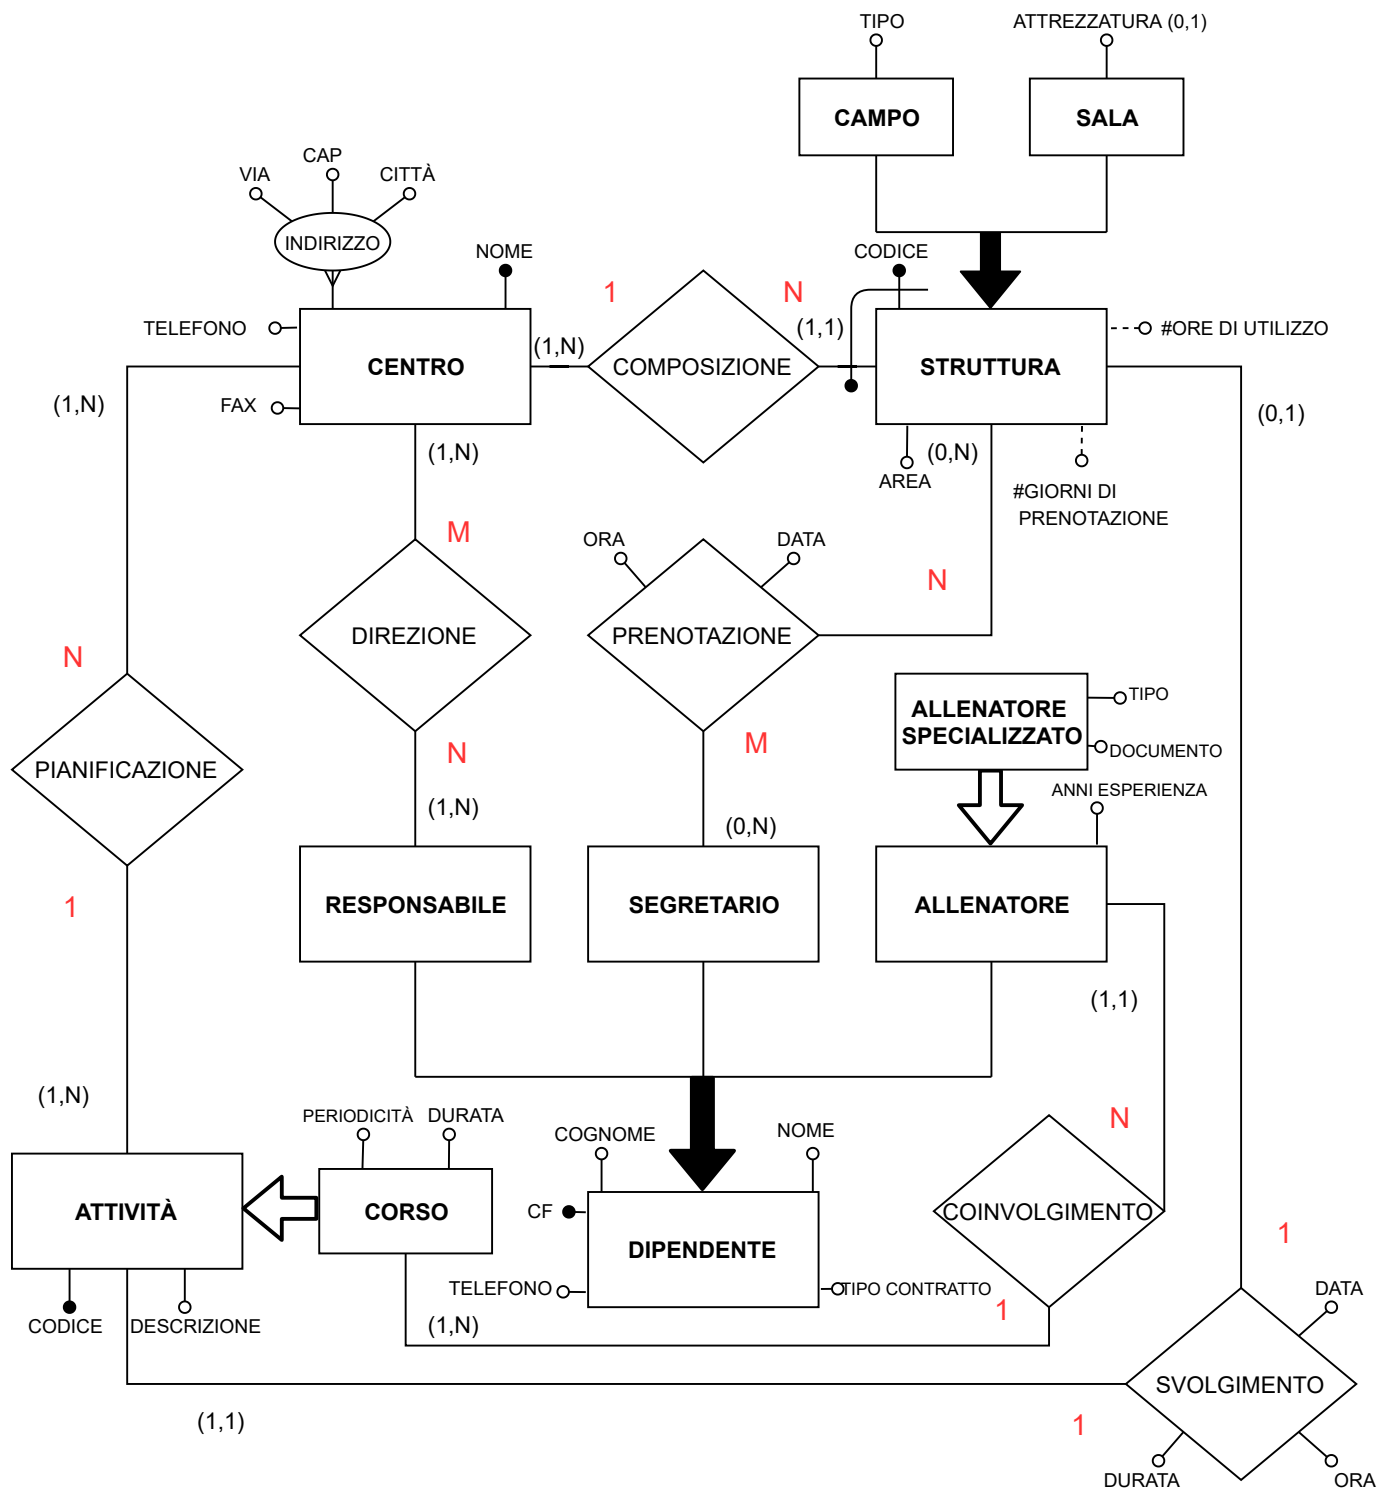 TIPO
ATTREZZATURA (0,1)
CAMPO
SALA
CAP
VIA
CITTÀ
INDIRIZZO
NOME
CODICE
1
N
TELEFONO
(1,N)
(1,1)
#ORE DI UTILIZZO
CENTRO
COMPOSIZIONE
STRUTTURA
FAX
(1,N)
(0,1)
(1,N)
(0,N)
AREA
#GIORNI DI
PRENOTAZIONE
M
ORA
DATA
N
DIREZIONE
PRENOTAZIONE
N
ALLENATORE
SPECIALIZZATO
TIPO
DOCUMENTO
N
M
PIANIFICAZIONE
ANNI ESPERIENZA
(1,N)
(0,N)
1
RESPONSABILE
SEGRETARIO
ALLENATORE
(1,1)
(1,N)
PERIODICITÀ
DURATA
COGNOME
NOME
N
ATTIVITÀ
CORSO
CF
DIPENDENTE
COINVOLGIMENTO
1
TELEFONO
TIPO CONTRATTO
DATA
1
CODICE
DESCRIZIONE
(1,N)
SVOLGIMENTO
(1,1)
1
DURATA
ORA